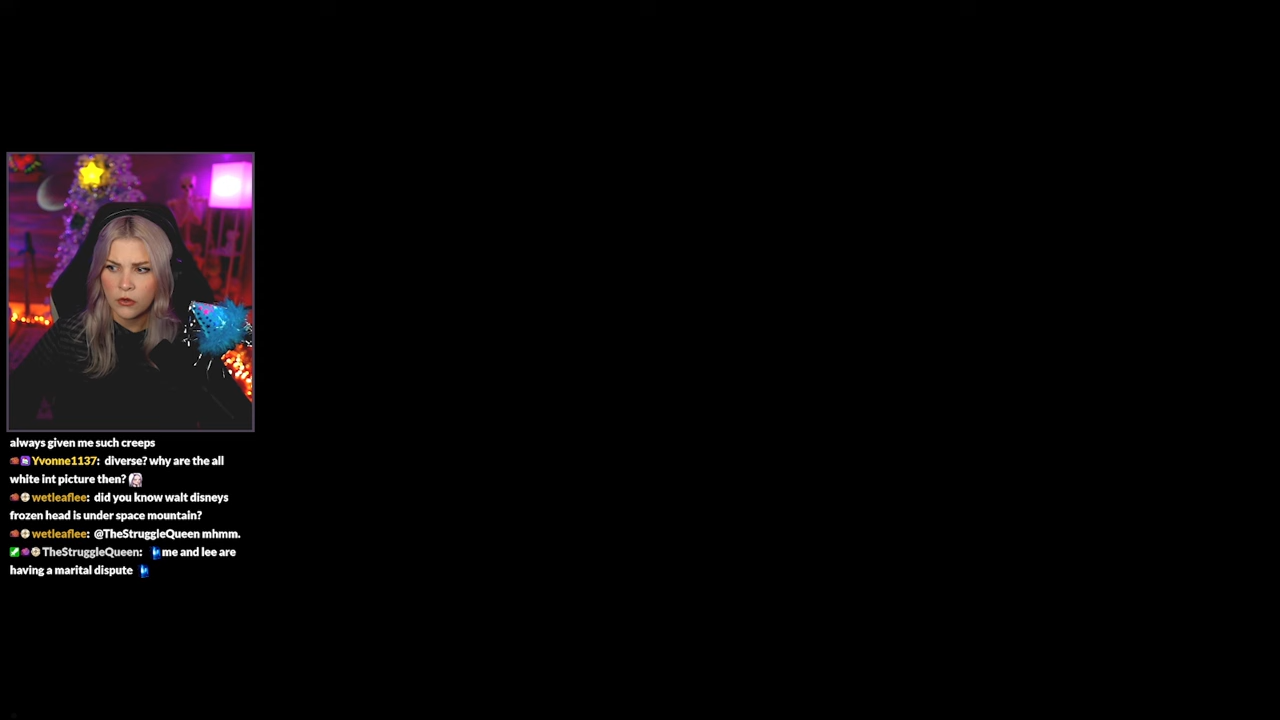 always given me such creeps
Yvonne1137: diverse? why are the all
white int picture then?
wetleaflee: did you know walt disneys
frozen head is under space mountain?
wetleaflee: @TheStruggleQueen mhmm.
TheStruggleQueen: me and lee are
having a marital dispute